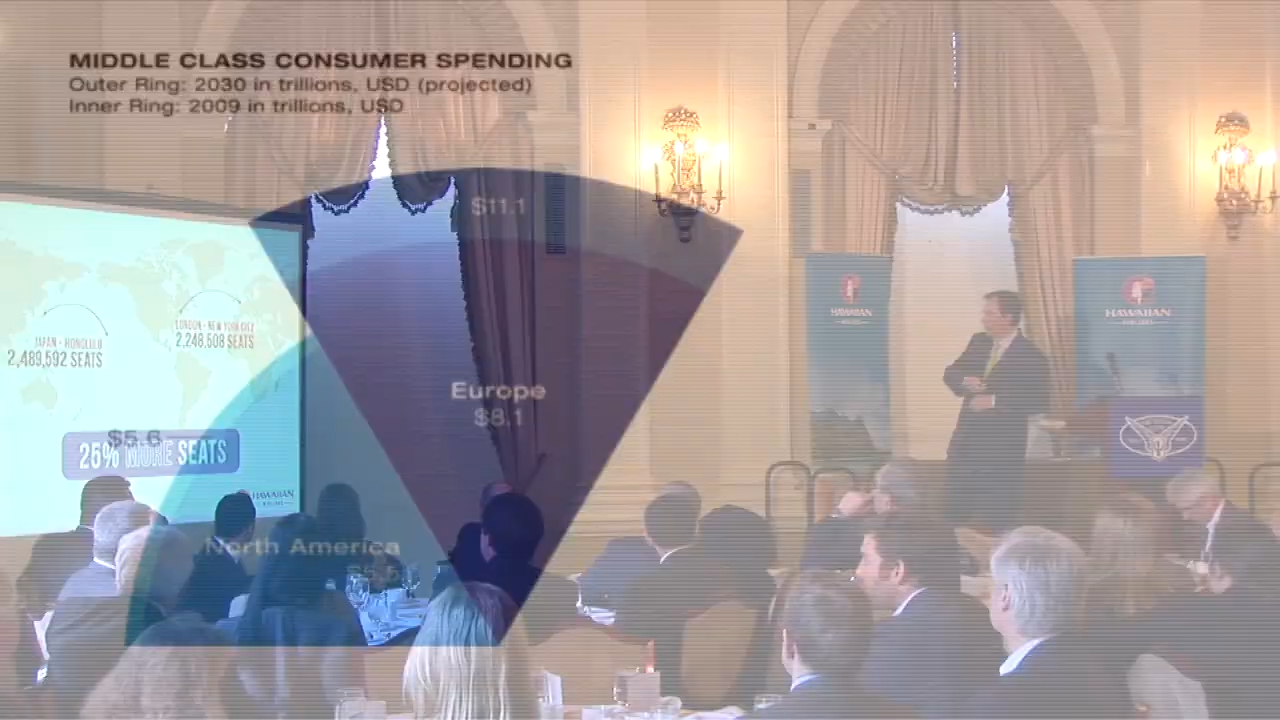 MIDDLE CLASS CONSUMER SPENDING
Outer Ring: 2030 in trillions, USD (projected)
Inner Ring: 2009 in trillions, USD
$11.1
Europe
$8.1
$5.6
North America
JAPAN - HONOLULU
2,489,592 SEATS
LONDON - NEW YORK CITY
2,248,608 SEATS
26% MORE SEATS
HAWAIIAN
HAWAIIAN
HAWAIIAN